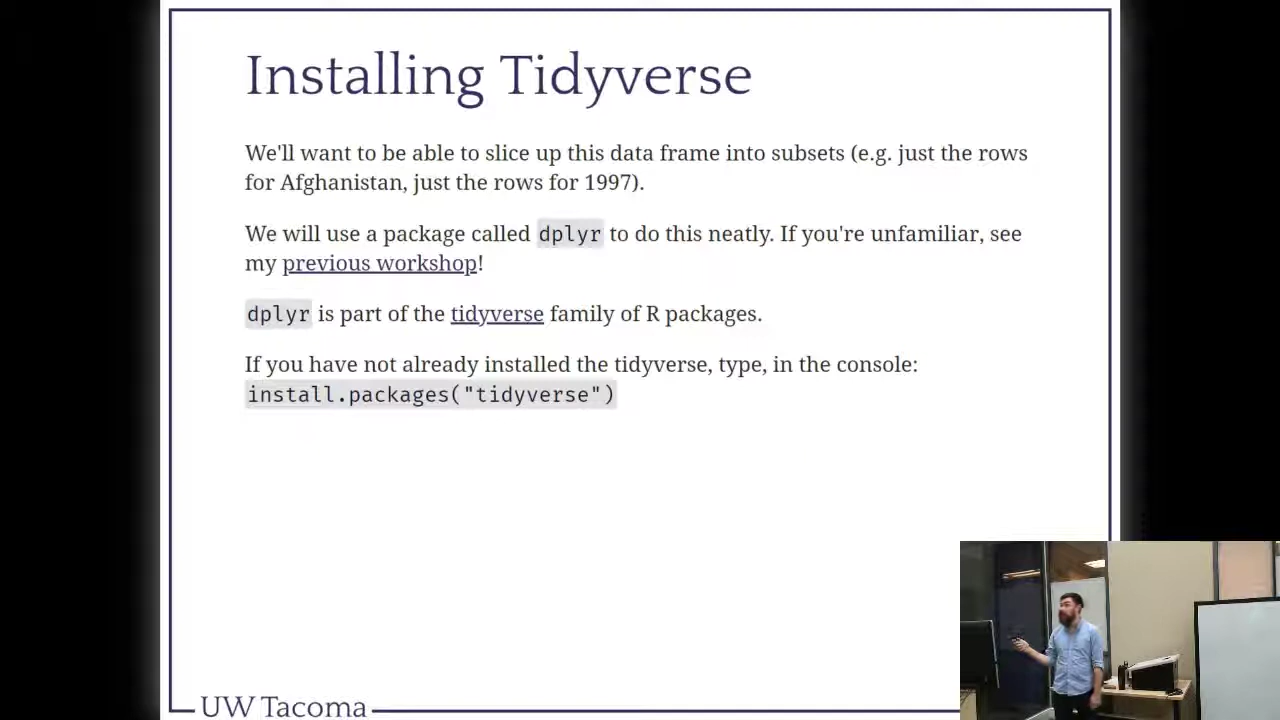 Installing Tidyverse
We'll want to be able to slice up this data frame into subsets (e.g. just the rows
for Afghanistan, just the rows for 1997).
We will use a package called dplyr to do this neatly. If you're unfamiliar, see
my previous workshop!
dplyr is part of the tidyverse family of R packages.
If you have not already installed the tidyverse, type, in the console:
install.packages("tidyverse")
UW Tacoma